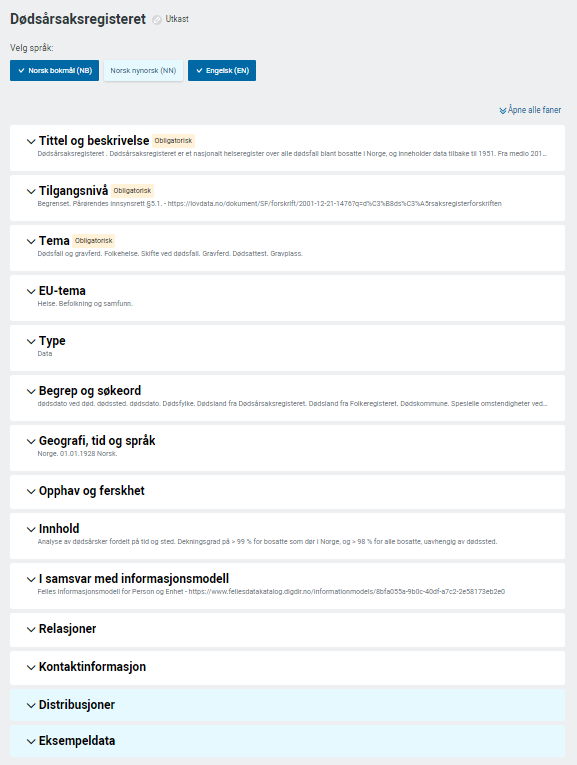 Dødsårsaksregisteret Utkast
Velg språk:
Norsk bokmål (NB) Norsk nynorsk (NN) Engelsk (EN)
Åpne alle faner
Tittel og beskrivelse Obligatorisk
Dødsårsaksregisteret . Dødsårsaksregisteret er et nasjonalt helseregister over alle dødsfall blant bosatte i Norge, og inneholder data tilbake til 1951. Fra medio 201...
Tilgangsnivå Obligatorisk
Begrenset. Pårørendes innsynsrett §5.1. - https://lovdata.no/dokument/SF/forskrift/2001-12-21-1476?q=d%C3%B8ds%C3%A5rsaksregisterforskriften
Tema Obligatorisk
Dødsfall og gravferd. Folkehelse. Skifte ved dødsfall. Gravferd. Dødsattest. Gravplass.
EU-tema
Helse. Befolkning og samfunn.
Type
Data
Begrep og søkeord
dødsdato ved død. dødssted. dødsdato. Dødsfylke. Dødsland fra Dødsårsaksregisteret. Dødsland fra Folkeregisteret. Dødskommune. Spesielle omstendigheter ved...
Geografi, tid og språk
Norge. 01.01.1928 Norsk.
Opphav og ferskhet
Innhold
Analyse av dødsårsker fordelt på tid og sted. Dekningsgrad på > 99 % for bosatte som dør i Norge, og > 98 % for alle bosatte, uavhengig av dødssted.
I samsvar med informasjonsmodell
Felles informasjonsmodell for Person og Enhet - https://www.fellesdatakatalog.digdir.no/informationmodels/8bfa055a-9b0c-40df-a7c2-2e58173eb2e0
Relasjoner
Kontaktinformasjon
Distribusjoner
Eksempeldata